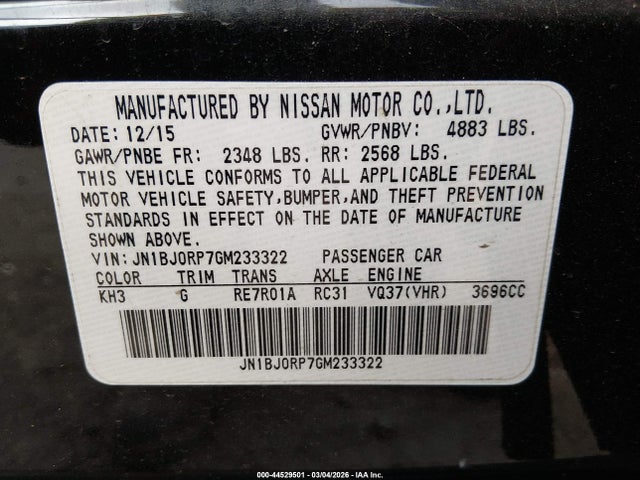 MANUFACTURED BY NISSAN MOTOR CO.,LTD.
DATE: 12/15 GVWR/PNBV: 4883 LBS.
GAWR/PNBE FR: 2348 LBS. RR: 2568 LBS.
THIS VEHICLE CONFORMS TO ALL APPLICABLE FEDERAL
MOTOR VEHICLE SAFETY,BUMPER,AND THEFT PREVENTION
STANDARDS IN EFFECT ON THE DATE OF MANUFACTURE
SHOWN ABOVE.
VIN: JN1BJ0RP7GM233322 PASSENGER CAR
COLOR TRIM TRANS AXLE ENGINE
KH3 G RE7R01A RC31 VQ37(VHR) 3696CC
JN1BJ0RP7GM233322
000-44529501 - 03/04/2026 - IAA Inc.